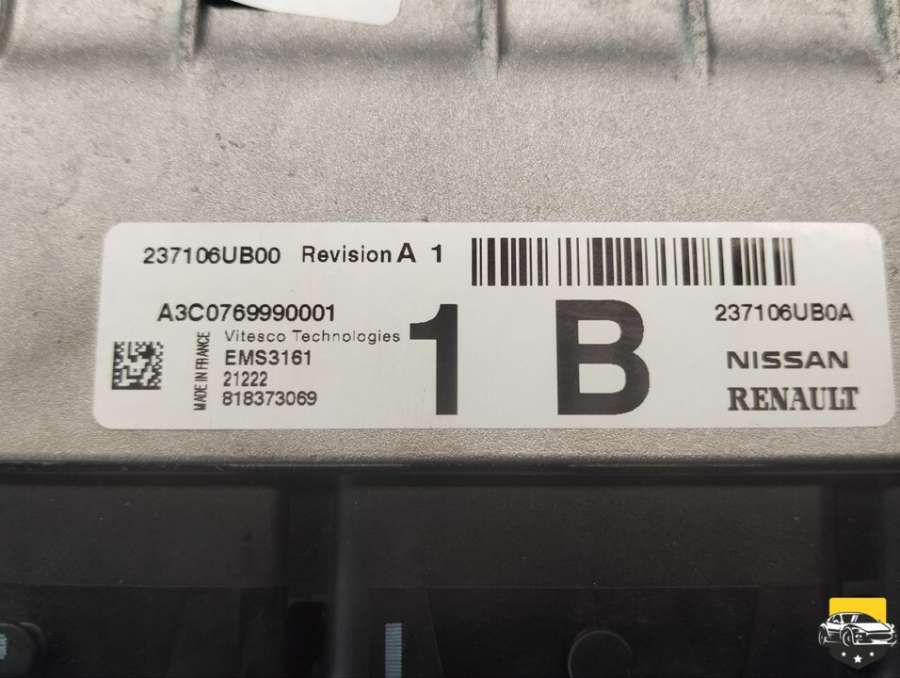 237106UB00 Revision A 1
A3C0769990001
Vitesco Technologies
MADE IN FRANCE
EMS3161
21222
818373069
1 B
237106UB0A
NISSAN
RENAULT